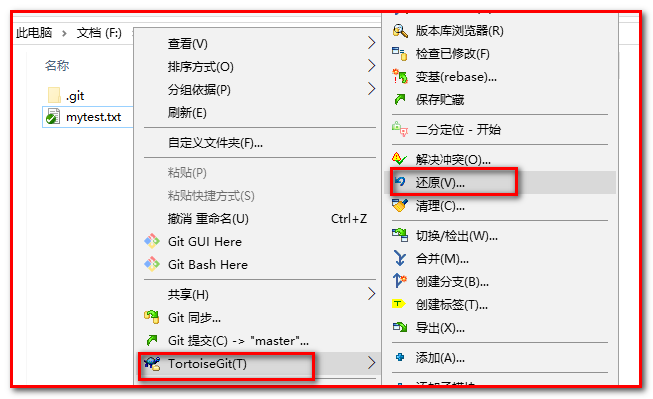 此电脑 > 文档 (F:) >
名称
.git
mytest.txt
查看(V)
排序方式(O)
分组依据(P)
刷新(E)
自定义文件夹(F)...
粘贴(P)
粘贴快捷方式(S)
撤消 重命名(U) Ctrl+Z
Git GUI Here
Git Bash Here
共享(H)
Git 同步...
Git 提交(C) -> "master"...
TortoiseGit(T)
版本库浏览器(R)
检查已修改(F)
变基(rebase)...
保存贮藏
二分定位 - 开始
解决冲突(O)...
还原(V)...
清理(C)...
切换/检出(W)...
合并(M)...
创建分支(B)...
创建标签(T)...
导出(X)...
添加(A)...